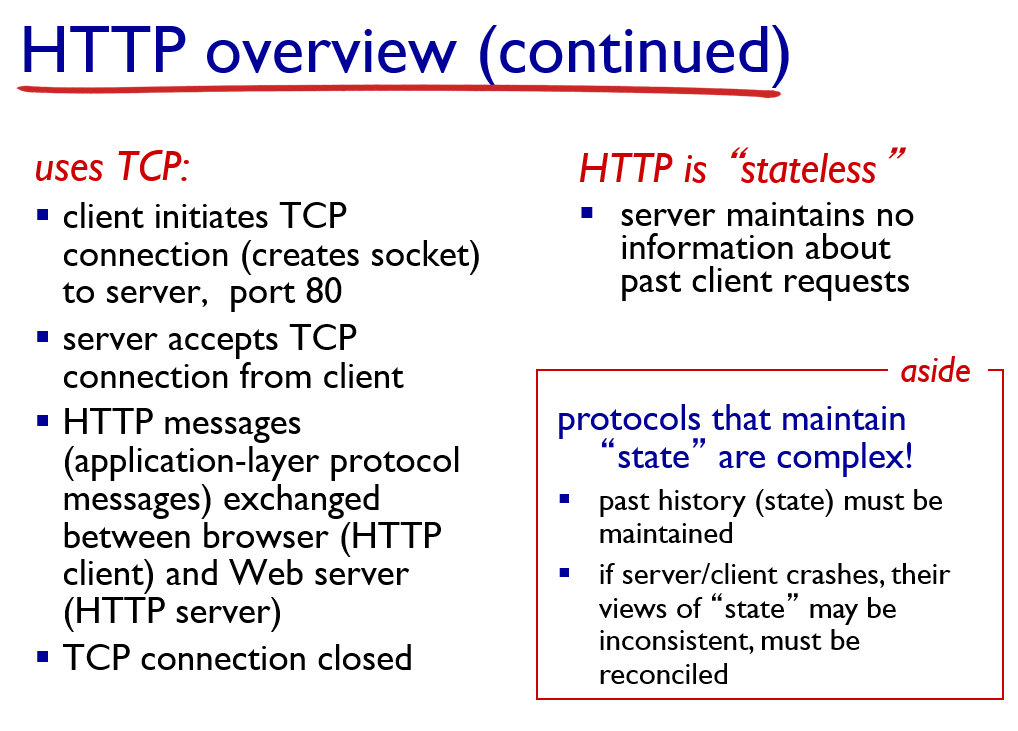 HTTP overview (continued)
uses TCP:
▪ client initiates TCP
connection (creates socket)
to server, port 80
▪ server accepts TCP
connection from client
▪ HTTP messages
(application-layer protocol
messages) exchanged
between browser (HTTP
client) and Web server
(HTTP server)
▪ TCP connection closed
HTTP is “stateless”
▪ server maintains no
information about
past client requests
aside
protocols that maintain
“state” are complex!
▪ past history (state) must be
maintained
▪ if server/client crashes, their
views of “state” may be
inconsistent, must be
reconciled